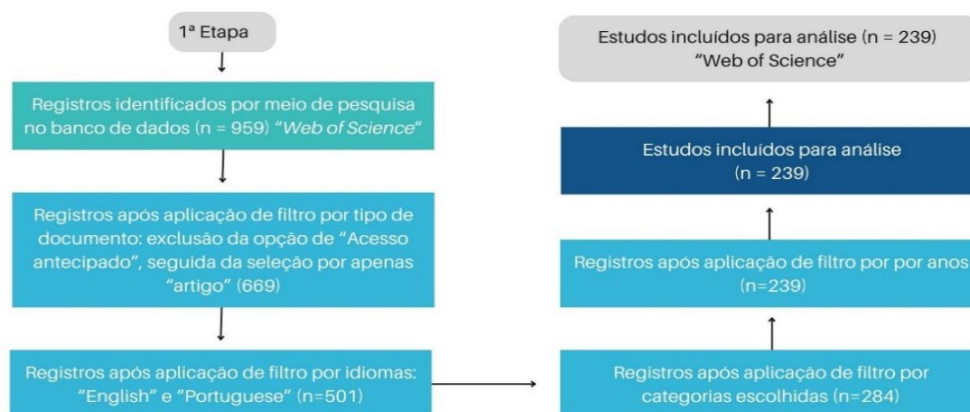 1ª Etapa
Registros identificados por meio de pesquisa
no banco de dados (n = 959) “Web of Science”
Registros após aplicação de filtro por tipo de
documento: exclusão da opção de “Acesso
antecipado”, seguida da seleção por apenas
“artigo” (669)
Registros após aplicação de filtro por idiomas:
“English” e “Portuguese” (n=501)
Registros após aplicação de filtro por
categorias escolhidas (n=284)
Registros após aplicação de filtro por por anos
(n=239)
Estudos incluídos para análise
(n = 239)
Estudos incluídos para análise (n = 239)
“Web of Science”